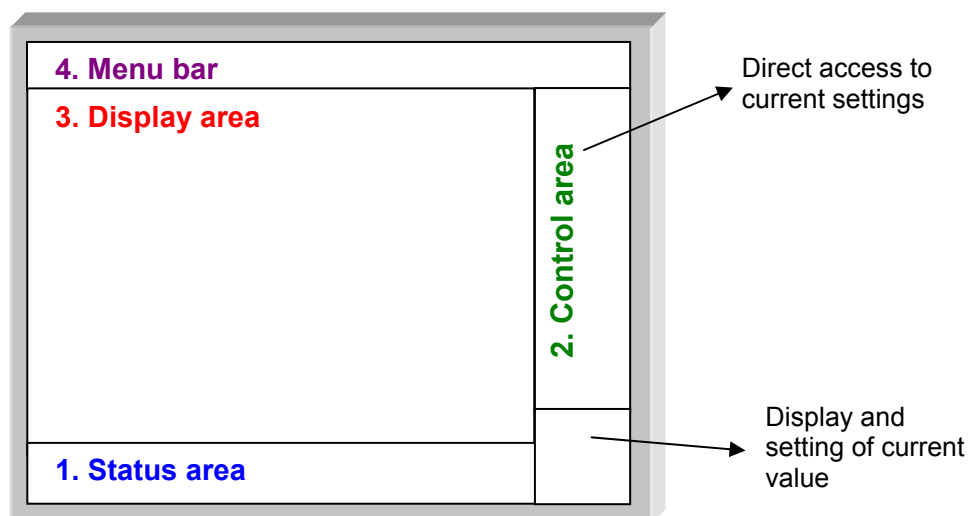 4. Menu bar
3. Display area
2. Control area
1. Status area
Direct access to
current settings
Display and
setting of current
value